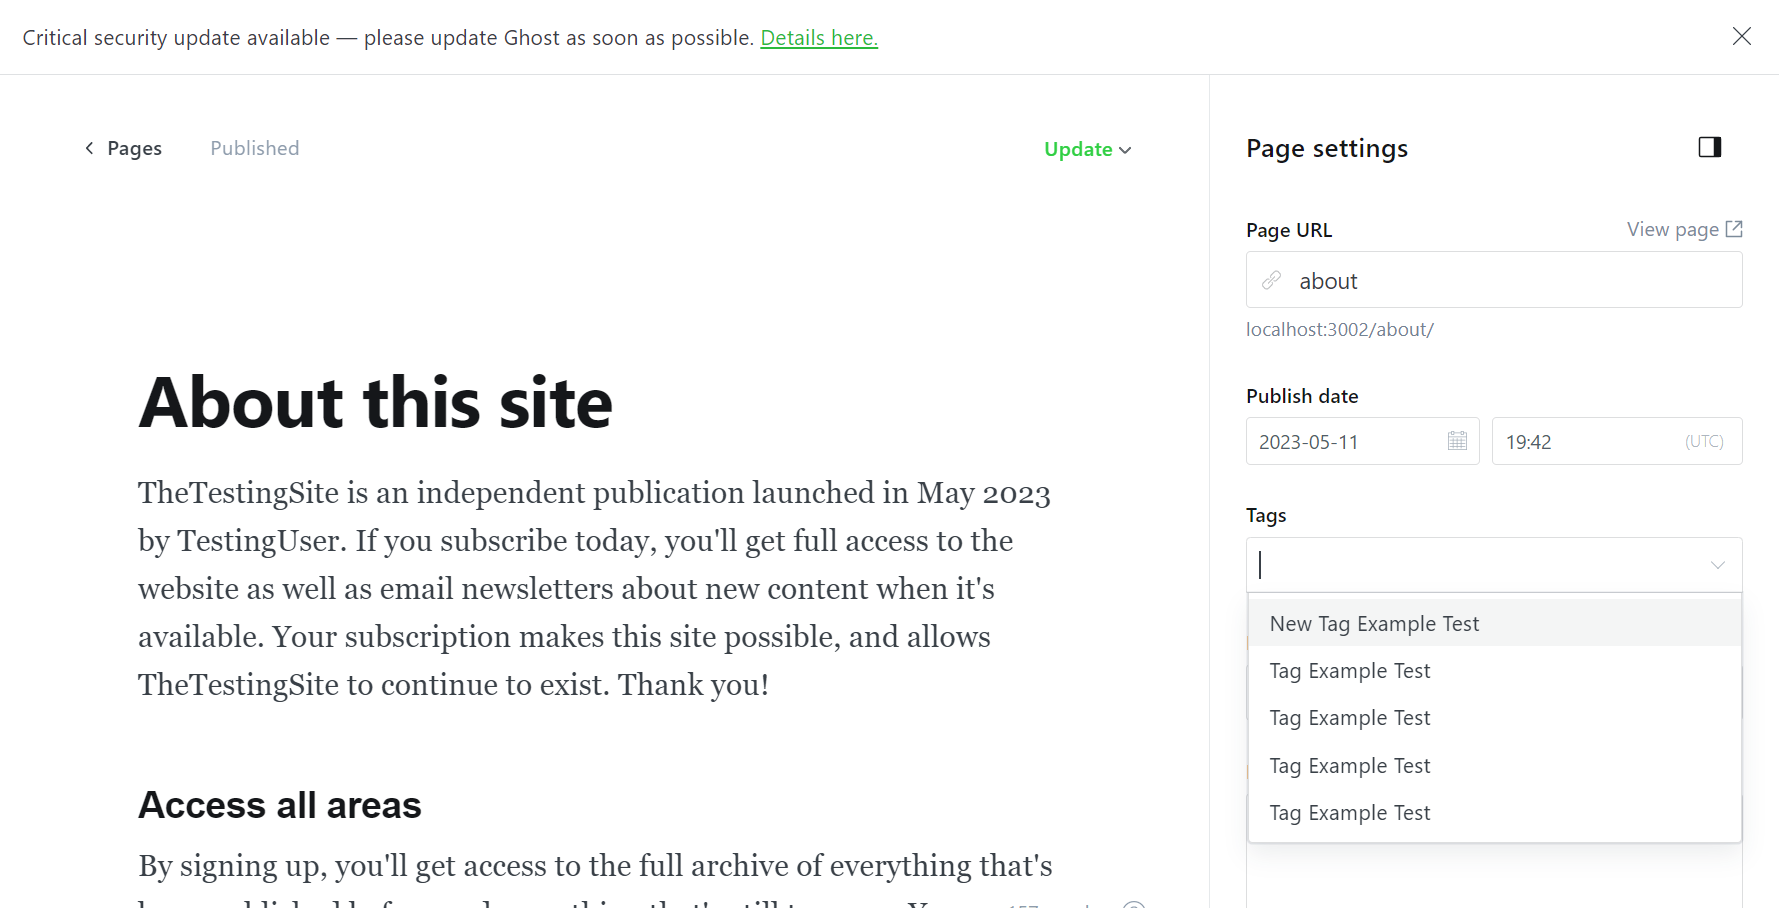 Critical security update available — please update Ghost as soon as possible. Details here.
Pages
Published
Update
Page settings
Page URL
View page
about
localhost:3002/about/
Publish date
2023-05-11
19:42
(UTC)
Tags
New Tag Example Test
Tag Example Test
Tag Example Test
Tag Example Test
Tag Example Test
About this site
TheTestingSite is an independent publication launched in May 2023
by TestingUser. If you subscribe today, you'll get full access to the
website as well as email newsletters about new content when it's
available. Your subscription makes this site possible, and allows
TheTestingSite to continue to exist. Thank you!
Access all areas
By signing up, you'll get access to the full archive of everything that's